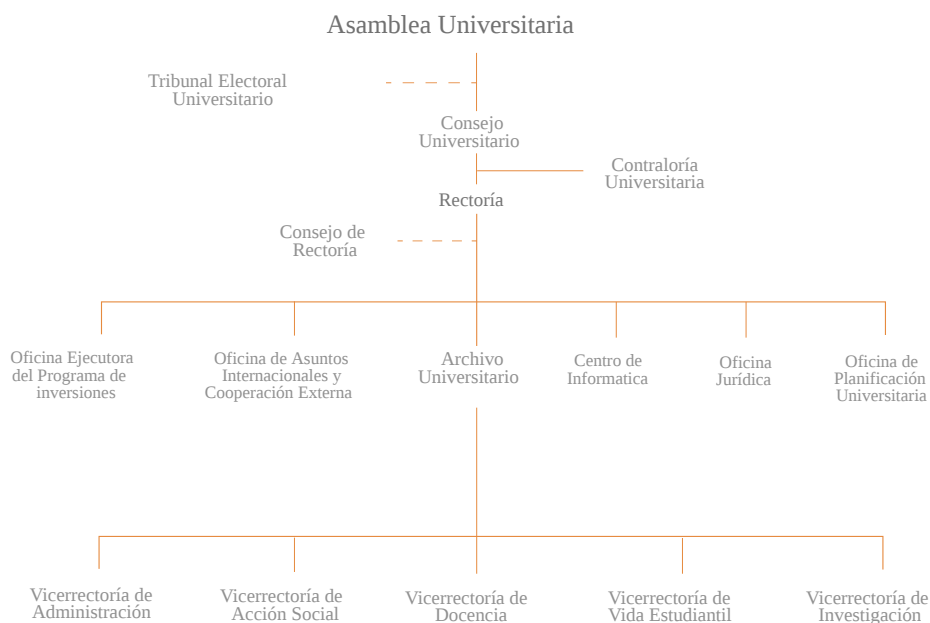 Asamblea Universitaria
Tribunal Electoral
Universitario
Consejo
Universitario
Contraloría
Universitaria
Rectoría
Consejo de
Rectoría
Oficina Ejecutora
del Programa de
inversiones
Oficina de Asuntos
Internacionales y
Cooperación Externa
Archivo
Universitario
Centro de
Informatica
Oficina
Jurídica
Oficina de
Planificación
Universitaria
Vicerrectoría de
Administración
Vicerrectoría de
Acción Social
Vicerrectoría de
Docencia
Vicerrectoría de
Vida Estudiantil
Vicerrectoría de
Investigación